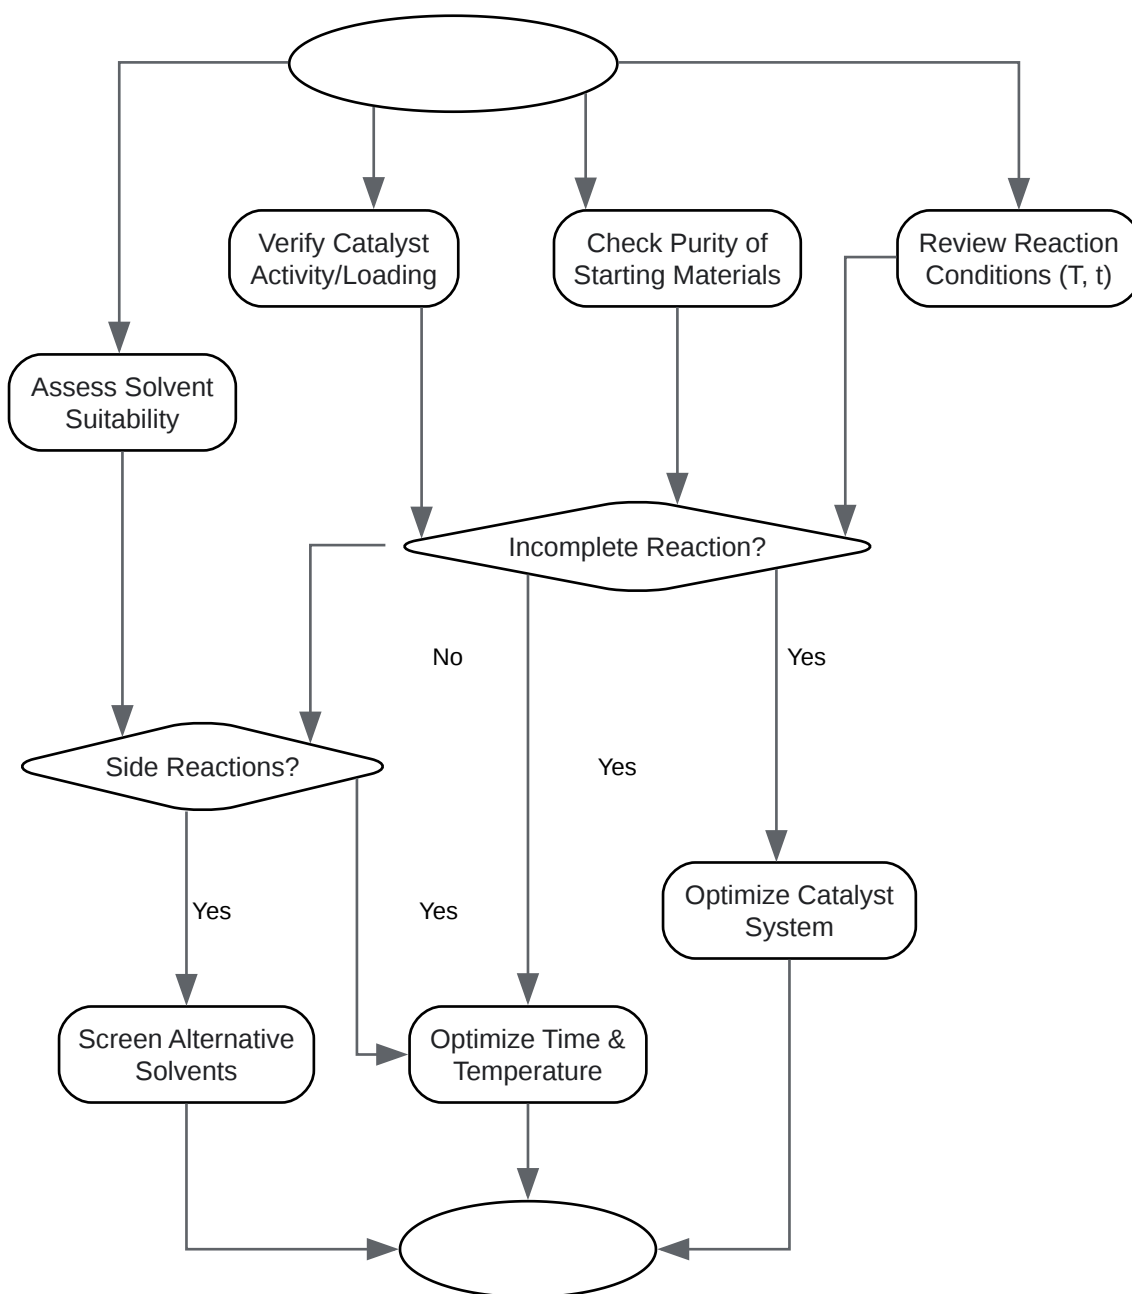 Verify Catalyst
Activity/Loading
Check Purity of
Starting Materials
Review Reaction
Conditions (T, t)
Assess Solvent
Suitability
Incomplete Reaction?
No
Yes
Side Reactions?
Yes
Optimize Catalyst
System
Yes
Yes
Screen Alternative
Solvents
Optimize Time &
Temperature